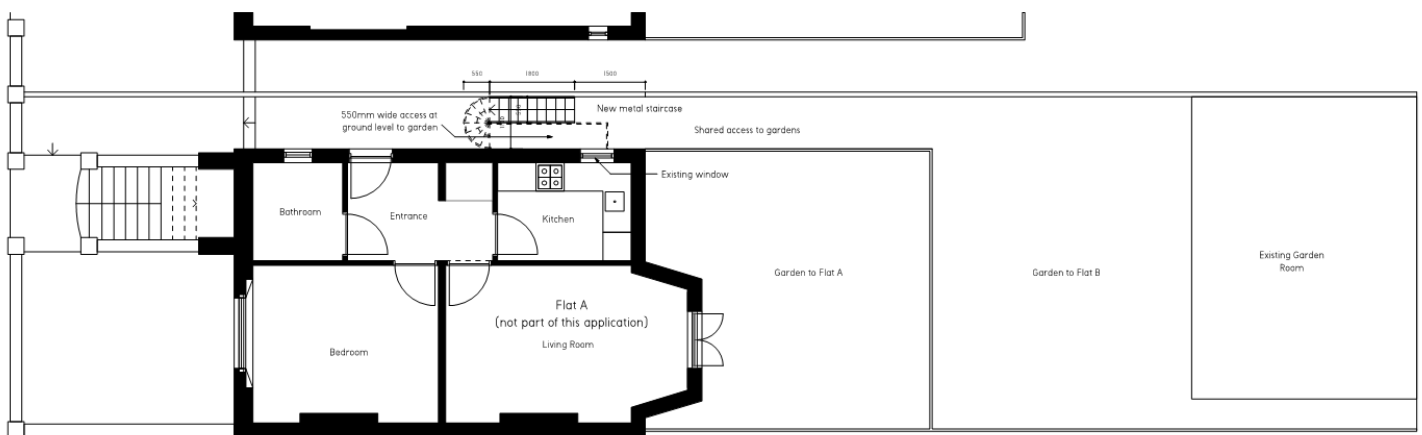 550
1900
1500
New metal staircase
550mm wide access at
ground level to garden
Shared access to gardens
Existing window
Bathroom
Entrance
Kitchen
Flat A
(not part of this application)
Living Room
Bedroom
Garden to Flat A
Garden to Flat B
Existing Garden
Room